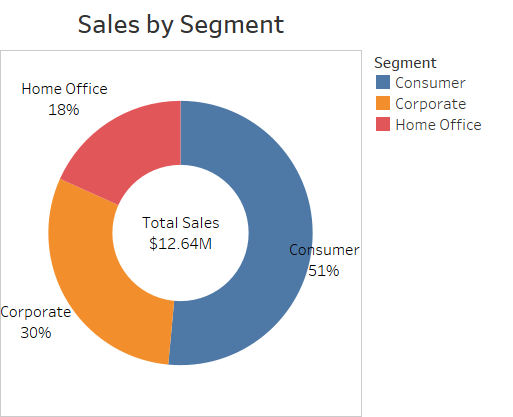 Sales by Segment
Segment
Consumer
Corporate
Home Office
Home Office
18%
Total Sales
$12.64M
Consumer
51%
Corporate
30%